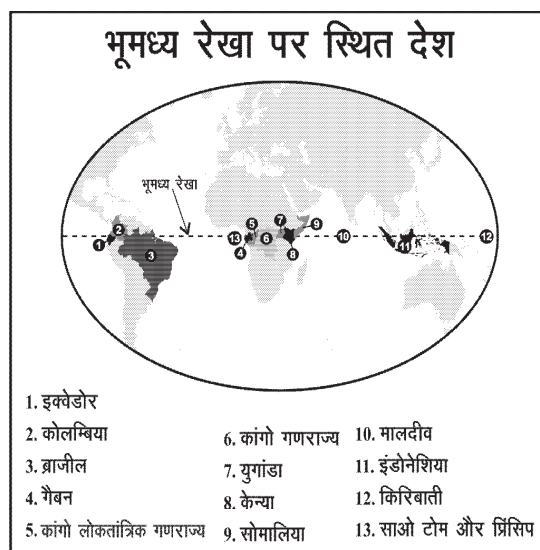 भूमध्य रेखा पर स्थित देश
भूमध्य रेखा
1
2
3
4
5
6
7
8
9
10
11
12
13
1. इक्वेडोर
2. कोलम्बिया
3. ब्राजील
4. गैबन
5. कांगो लोकतांत्रिक गणराज्य
6. कांगो गणराज्य
7. युगांडा
8. केन्या
9. सोमालिया
10. मालदीव
11. इंडोनेशिया
12. किरिबाती
13. साओ टोम और प्रिंसिप